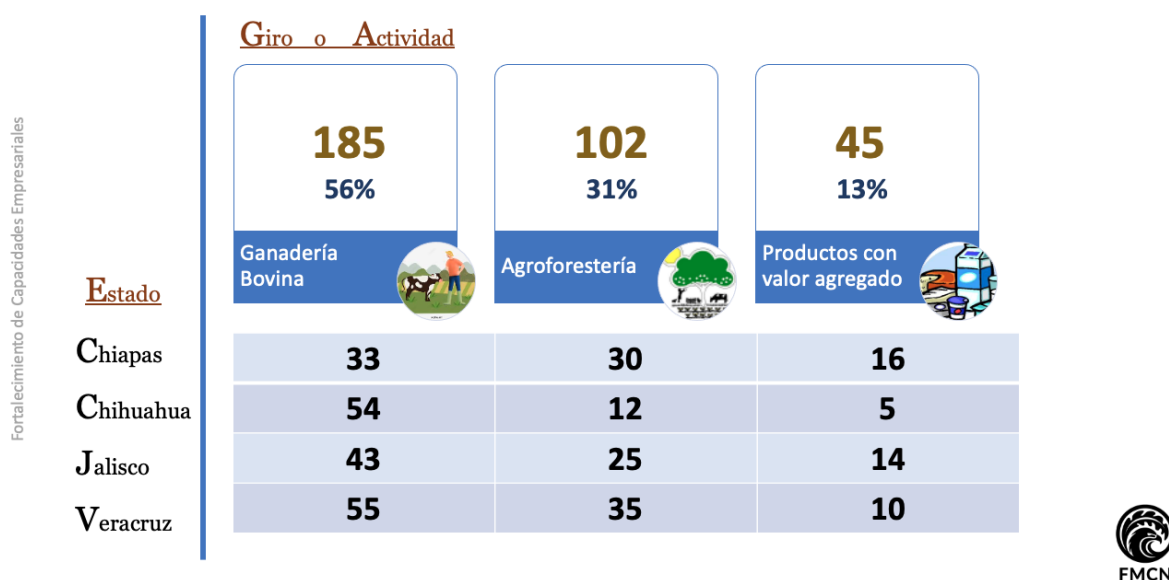 Fortalecimiento de Capacidades Empresariales
Giro o Actividad
185 102 45
56% 31% 13%
Ganadería
Bovina
Agroforestería
Productos con
valor agregado
Estado
Chiapas 33 30 16
Chihuahua 54 12 5
Jalisco 43 25 14
Veracruz 55 35 10
FMCN